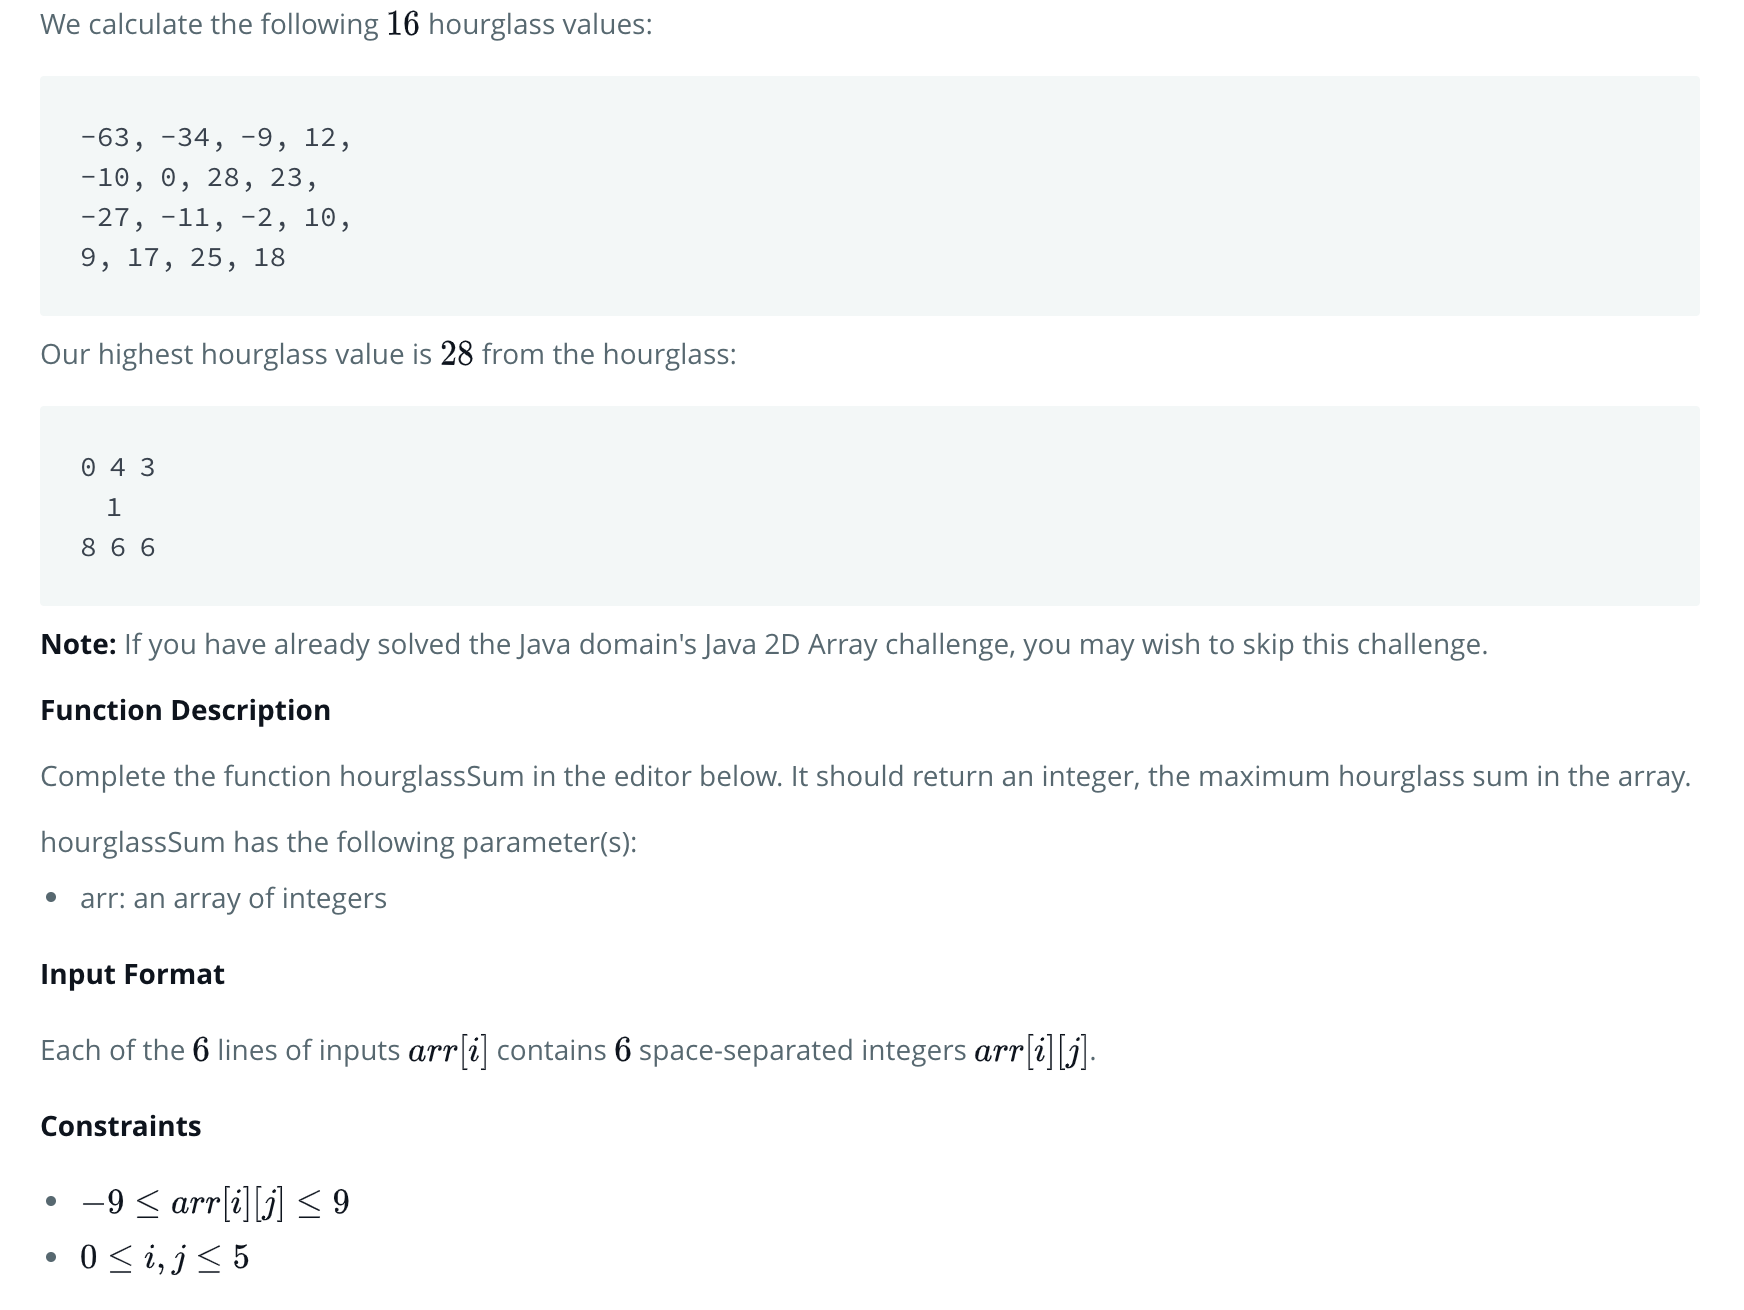 We calculate the following 16 hourglass values:
-63, -34, -9, 12,
-10, 0, 28, 23,
-27, -11, -2, 10,
9, 17, 25, 18
Our highest hourglass value is 28 from the hourglass:
0 4 3
  1
8 6 6
Note: If you have already solved the Java domain's Java 2D Array challenge, you may wish to skip this challenge.
Function Description
Complete the function hourglassSum in the editor below. It should return an integer, the maximum hourglass sum in the array.
hourglassSum has the following parameter(s):
• arr: an array of integers
Input Format
Each of the 6 lines of inputs arr[i] contains 6 space-separated integers arr[i][j].
Constraints
• −9 ≤ arr[i][j] ≤ 9
• 0 ≤ i, j ≤ 5